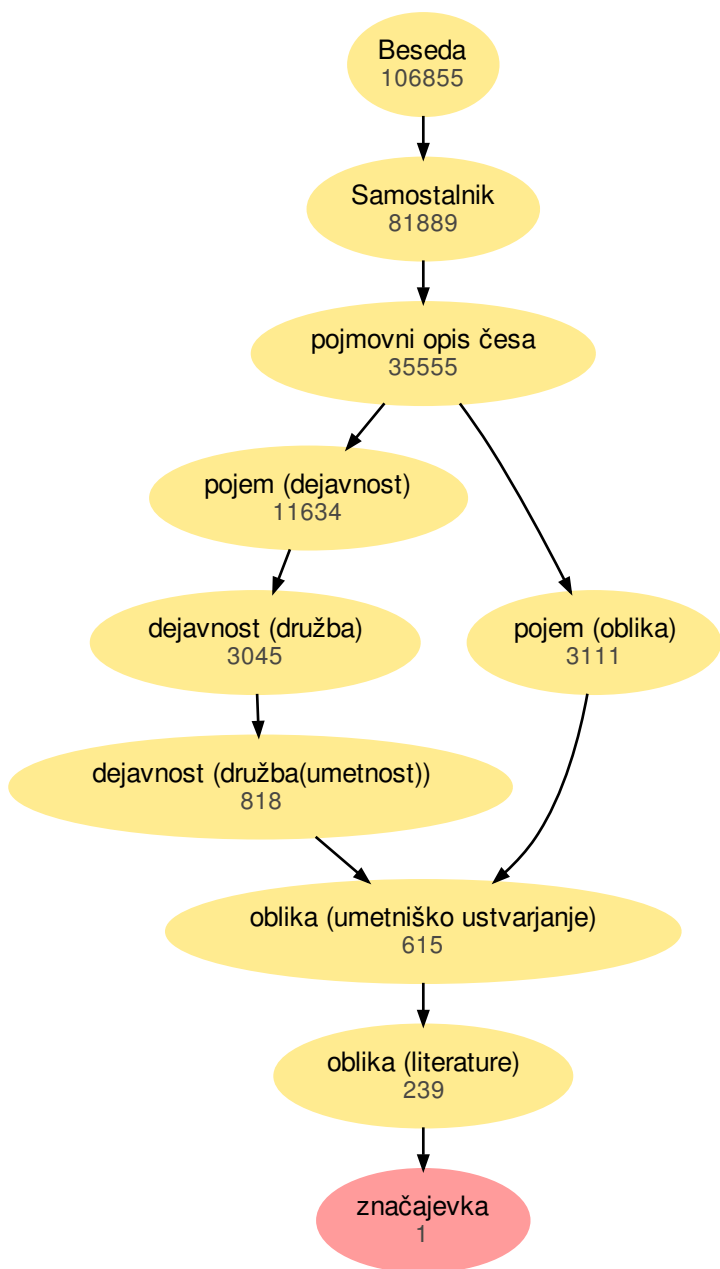 Beseda
106855
Samostalnik
81889
pojmovni opis česa
35555
pojem (dejavnost)
11634
dejavnost (družba)
3045
pojem (oblika)
3111
dejavnost (družba(umetnost))
818
oblika (umetniško ustvarjanje)
615
oblika (literature)
239
značajevka
1